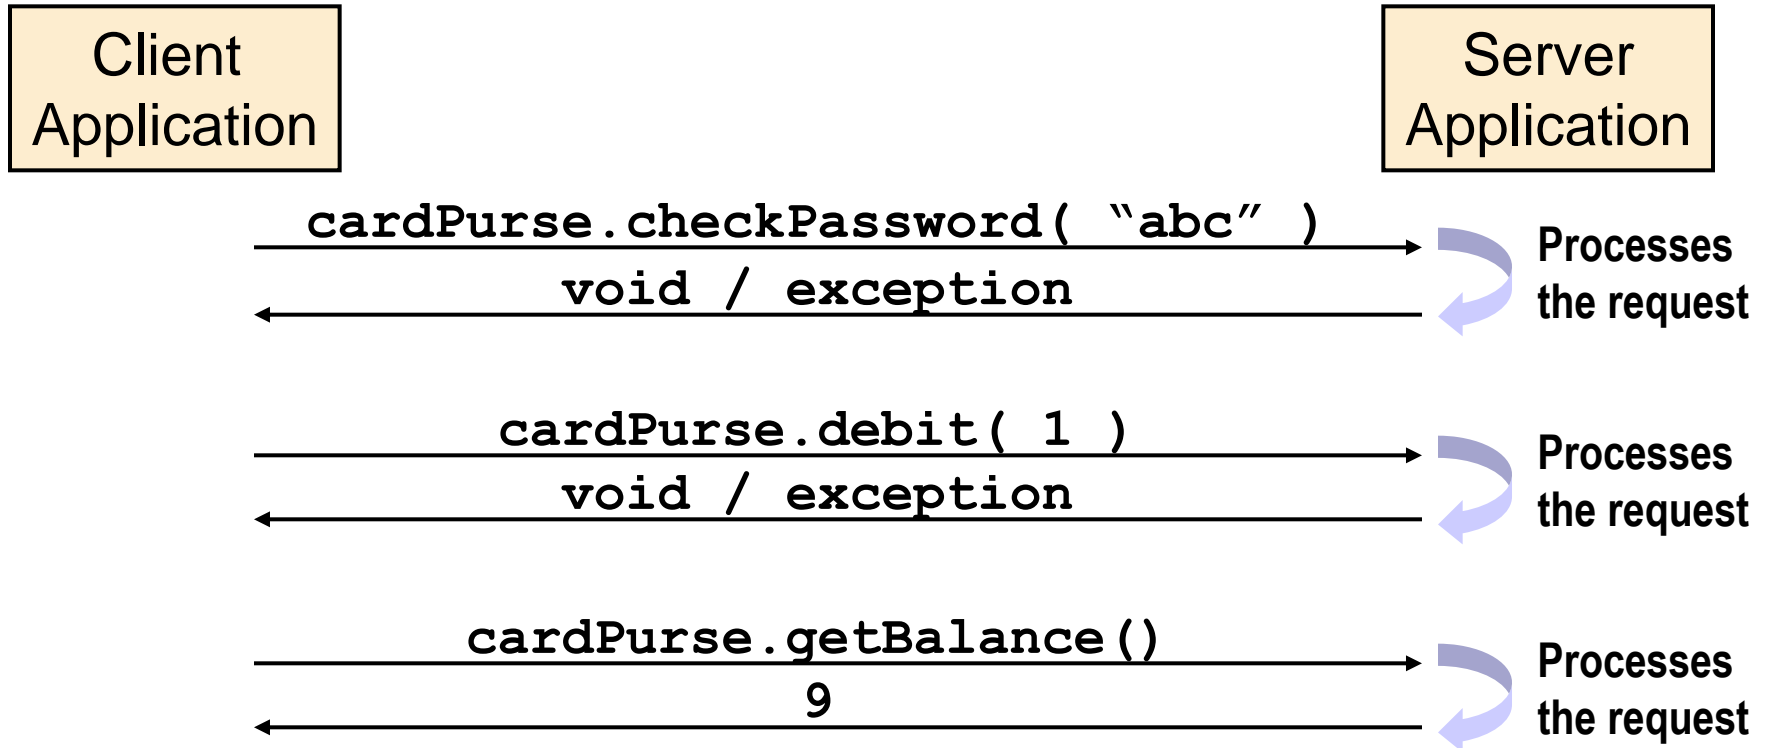 Client
Application
Server
Application
cardPurse.checkPassword( “abc” )
Processes
the request
void / exception
cardPurse.debit( 1 )
Processes
the request
void / exception
cardPurse.getBalance()
Processes
the request
9